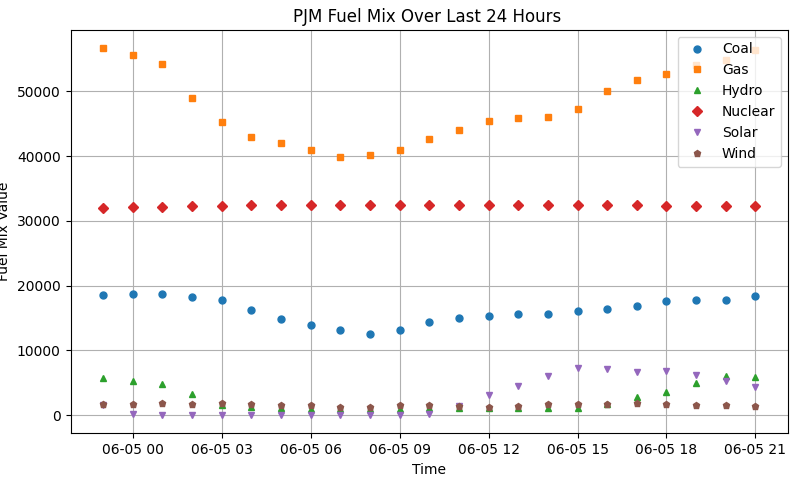 PJM Fuel Mix Over Last 24 Hours
Coal
Gas
Hydro
Nuclear
Solar
Wind
50000
40000
30000
20000
10000
0
Fuel Mix Value
06-05 00
06-05 03
06-05 06
06-05 09
06-05 12
06-05 15
06-05 18
06-05 21
Time